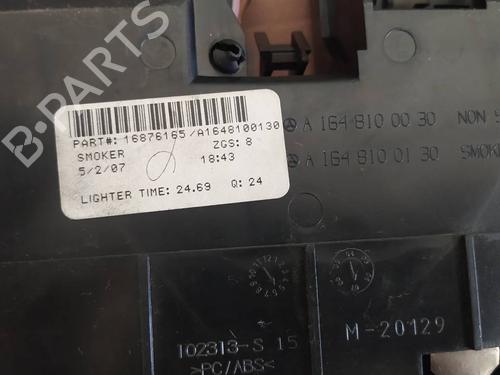 B-PARTS
PART#: 16876165/A1648100130
SMOKER
ZGS: 8
5/2/07
18:43
LIGHTER TIME: 24.69 Q: 24
A 164 810 00 30 NON S
A 164 810 01 30 SMOKE
102313-S 15
>PC/ABS<
M-20129